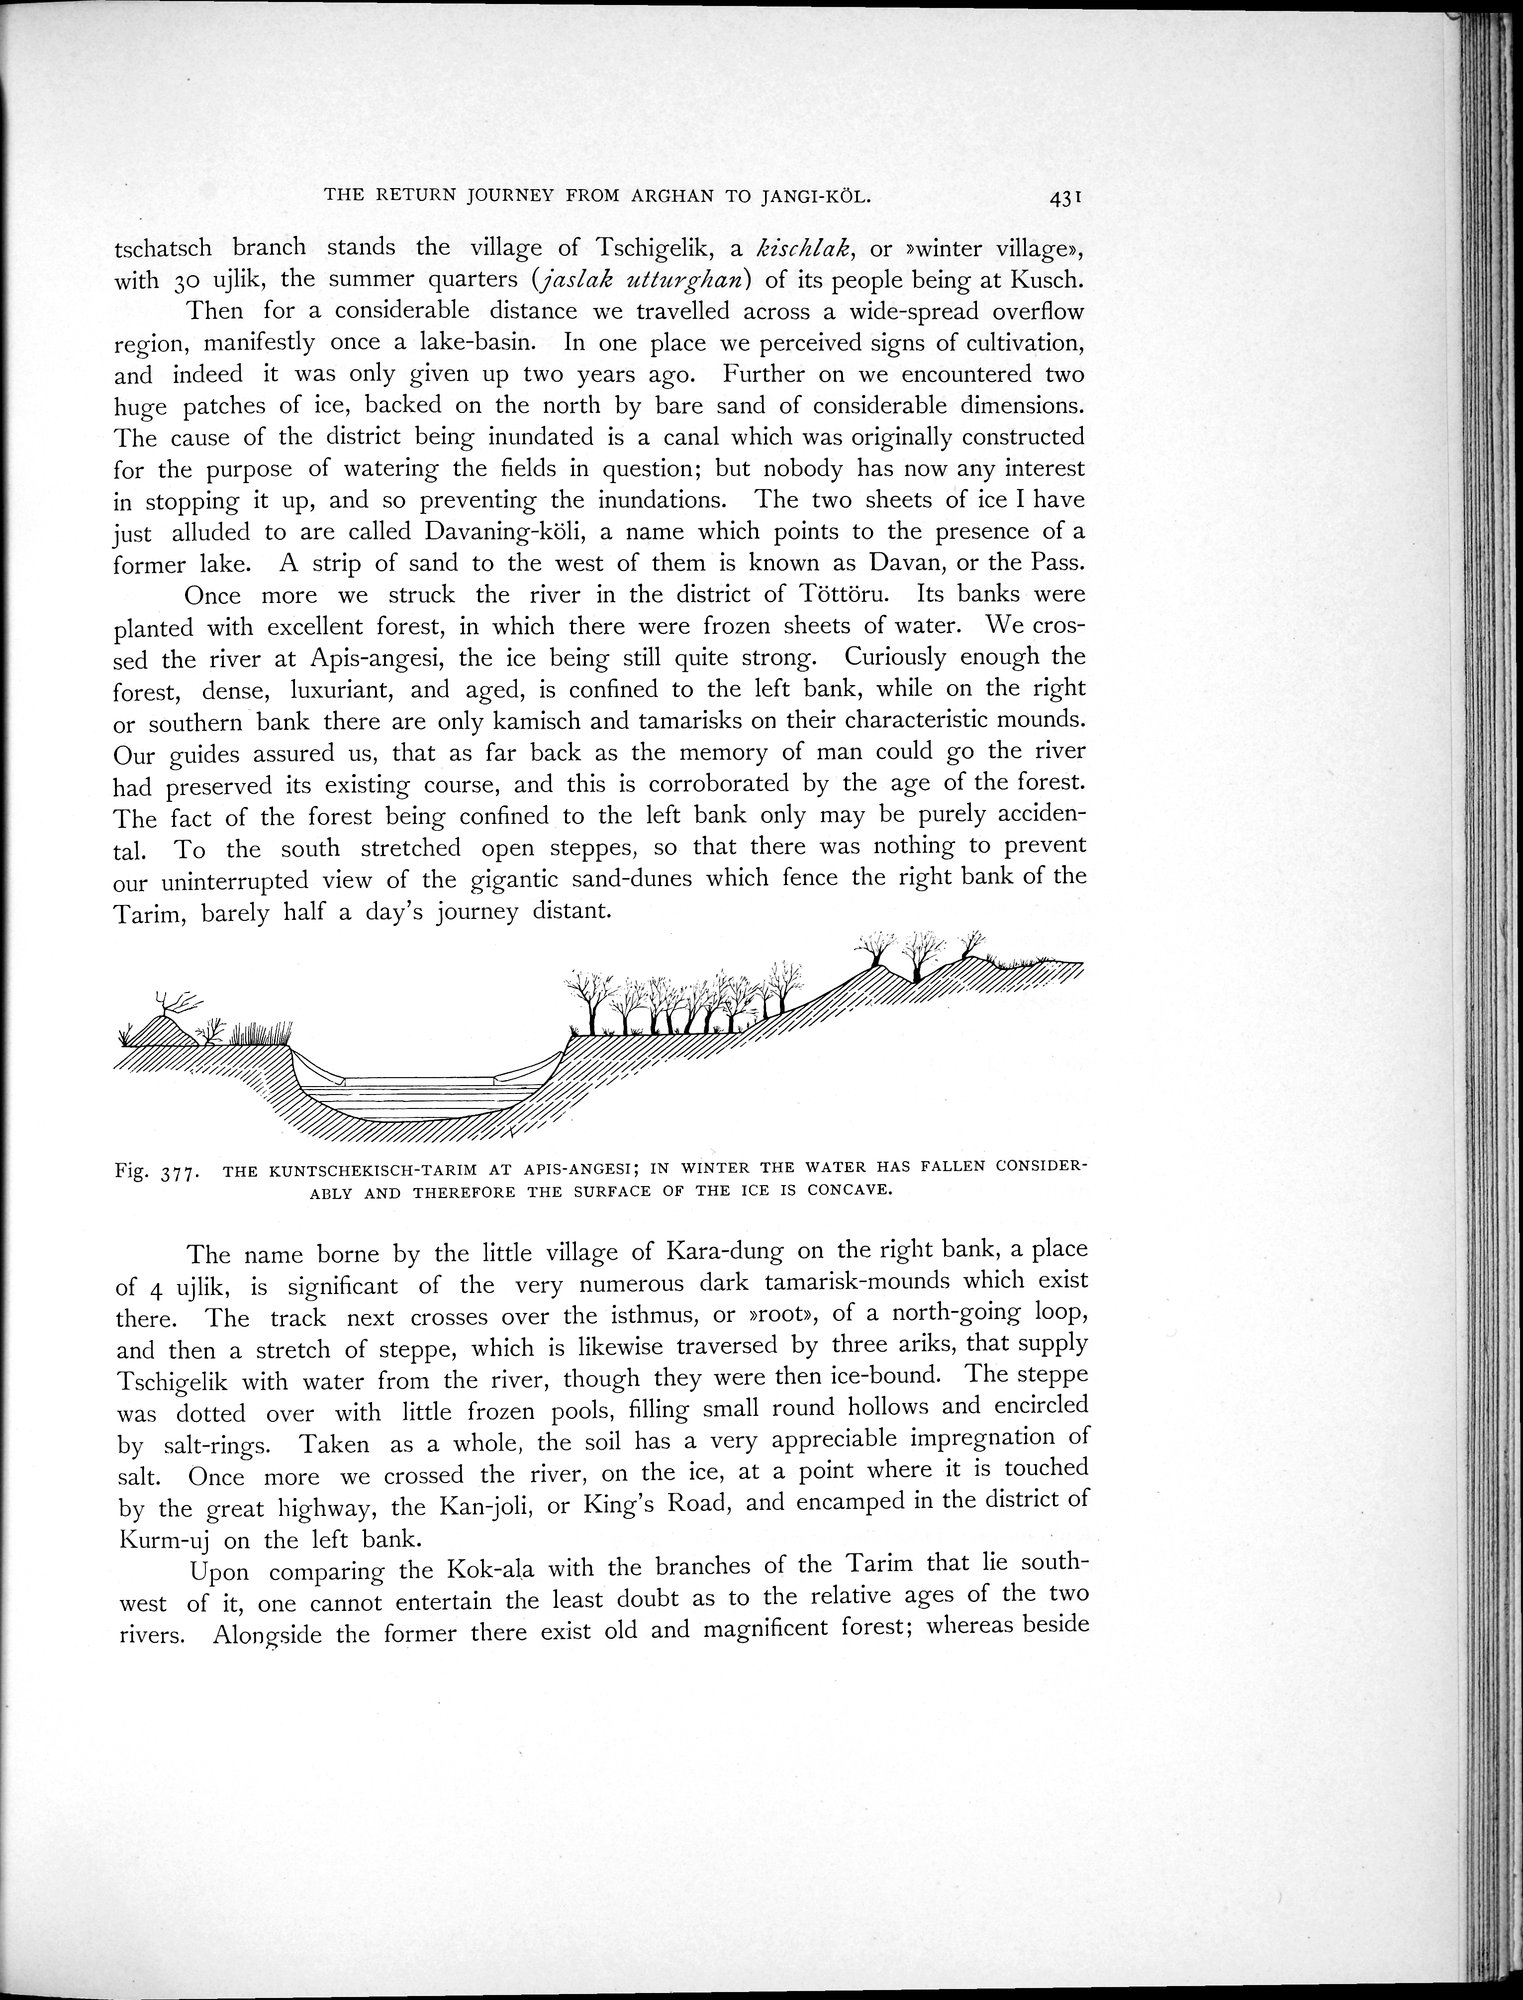 THE RETURN JOURNEY FROM ARGHAN TO JANGI-KÖL. 431
tschatsch branch stands the village of Tschigelik, a kischlak, or »winter village»,
with 30 ujlik, the summer quarters (jaslak utturghan) of its people being at Kusch.
Then for a considerable distance we travelled across a wide-spread overflow
region, manifestly once a lake-basin. In one place we perceived signs of cultivation,
and indeed it was only given up two years ago. Further on we encountered two
huge patches of ice, backed on the north by bare sand of considerable dimensions.
The cause of the district being inundated is a canal which was originally constructed
for the purpose of watering the fields in question; but nobody has now any interest
in stopping it up, and so preventing the inundations. The two sheets of ice I have
just alluded to are called Davaning-köli, a name which points to the presence of a
former lake. A strip of sand to the west of them is known as Davan, or the Pass.
Once more we struck the river in the district of Töttöru. Its banks were
planted with excellent forest, in which there were frozen sheets of water. We cros-
sed the river at Apis-angesi, the ice being still quite strong. Curiously enough the
forest, dense, luxuriant, and aged, is confined to the left bank, while on the right
or southern bank there are only kamisch and tamarisks on their characteristic mounds.
Our guides assured us, that as far back as the memory of man could go the river
had preserved its existing course, and this is corroborated by the age of the forest.
The fact of the forest being confined to the left bank only may be purely acciden-
tal. To the south stretched open steppes, so that there was nothing to prevent
our uninterrupted view of the gigantic sand-dunes which fence the right bank of the
Tarim, barely half a day's journey distant.
Fig. 377. THE KUNTSCHEKISCH-TARIM AT APIS-ANGESI; IN WINTER THE WATER HAS FALLEN CONSIDER-
ABLY AND THEREFORE THE SURFACE OF THE ICE IS CONCAVE.
The name borne by the little village of Kara-dung on the right bank, a place
of 4 ujlik, is significant of the very numerous dark tamarisk-mounds which exist
there. The track next crosses over the isthmus, or »root», of a north-going loop,
and then a stretch of steppe, which is likewise traversed by three ariks, that supply
Tschigelik with water from the river, though they were then ice-bound. The steppe
was dotted over with little frozen pools, filling small round hollows and encircled
by salt-rings. Taken as a whole, the soil has a very appreciable impregnation of
salt. Once more we crossed the river, on the ice, at a point where it is touched
by the great highway, the Kan-joli, or King's Road, and encamped in the district of
Kurm-uj on the left bank.
Upon comparing the Kok-ala with the branches of the Tarim that lie south-
west of it, one cannot entertain the least doubt as to the relative ages of the two
rivers. Alongside the former there exist old and magnificent forest; whereas beside